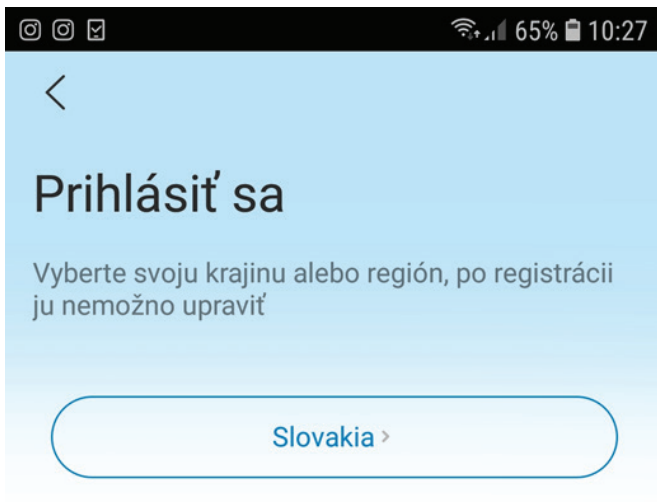 65% 10:27
Prihlásiť sa
Vyberte svoju krajinu alebo región, po registrácii
ju nemožno upraviť
Slovakia >